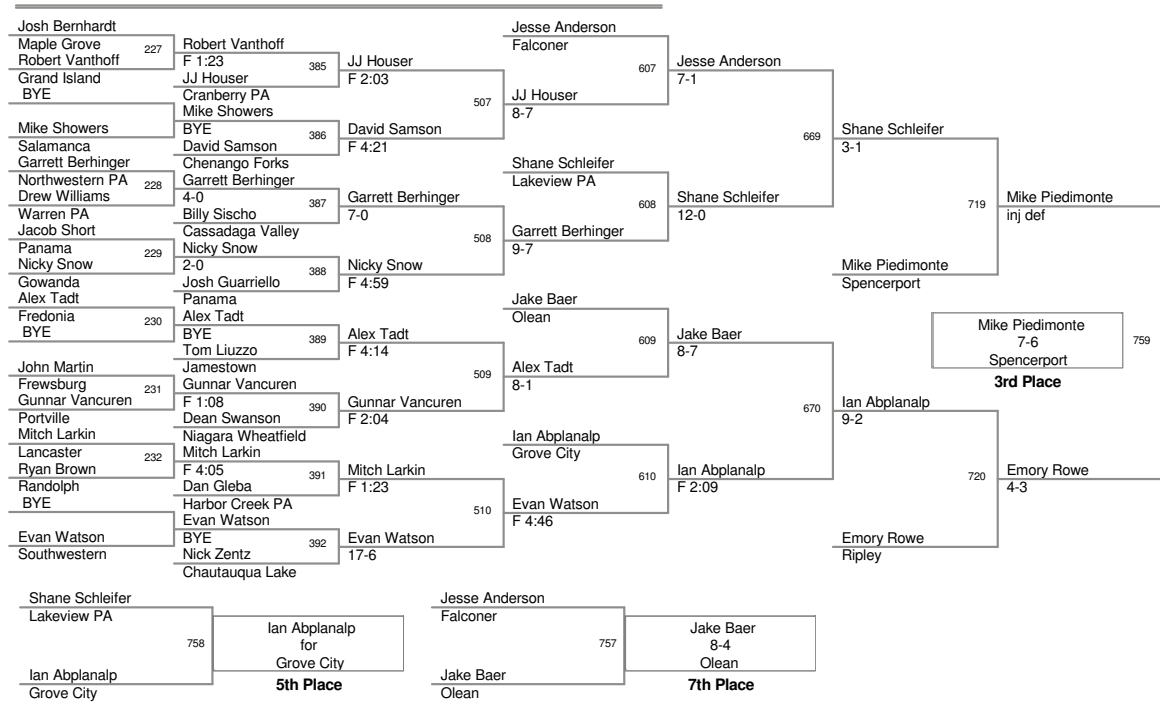 Josh Bernhardt
Maple Grove
227
Robert Vanthoff
Grand Island
BYE
Mike Showers
Salamanca
Garrett Berhinger
Northwestern PA
228
Drew Williams
Warren PA
Jacob Short
Panama
229
Nicky Snow
Gowanda
Alex Tadt
Fredonia
230
BYE
John Martin
Frewsburg
231
Gunnar Vancuren
Portville
Mitch Larkin
Lancaster
232
Ryan Brown
Randolph
BYE
Evan Watson
Southwestern
Robert Vanthoff
F 1:23
385
JJ Houser
Cranberry PA
Mike Showers
BYE
386
David Samson
Chenango Forks
Garrett Berhinger
4-0
387
Billy Sischo
Cassadaga Valley
Nicky Snow
2-0
388
Josh Guarriello
Panama
Alex Tadt
BYE
389
Tom Liuzzo
Jamestown
Gunnar Vancuren
F 1:08
390
Dean Swanson
Niagara Wheatfield
Mitch Larkin
F 4:05
391
Dan Gleba
Harbor Creek PA
Evan Watson
BYE
392
Nick Zentz
Chautauqua Lake
JJ Houser
F 2:03
507
David Samson
F 4:21
Garrett Berhinger
7-0
508
Nicky Snow
F 4:59
Alex Tadt
F 4:14
509
Gunnar Vancuren
F 2:04
Mitch Larkin
F 1:23
510
Evan Watson
17-6
Jesse Anderson
Falconer
607
JJ Houser
8-7
Shane Schleifer
Lakeview PA
608
Garrett Berhinger
9-7
Jake Baer
Olean
609
Alex Tadt
8-1
Ian Abplanalp
Grove City
610
Evan Watson
F 4:46
Jesse Anderson
7-1
669
Shane Schleifer
12-0
Jake Baer
8-7
670
Ian Abplanalp
F 2:09
Shane Schleifer
3-1
719
Mike Piedimonte
Spencerport
Ian Abplanalp
9-2
720
Emory Rowe
Ripley
Mike Piedimonte
inj def
Emory Rowe
4-3
Mike Piedimonte
7-6
Spencerport
759
3rd Place
Shane Schleifer
Lakeview PA
758
Ian Abplanalp
Grove City
Ian Abplanalp
for
Grove City
5th Place
Jesse Anderson
Falconer
757
Jake Baer
Olean
Jake Baer
8-4
Olean
7th Place